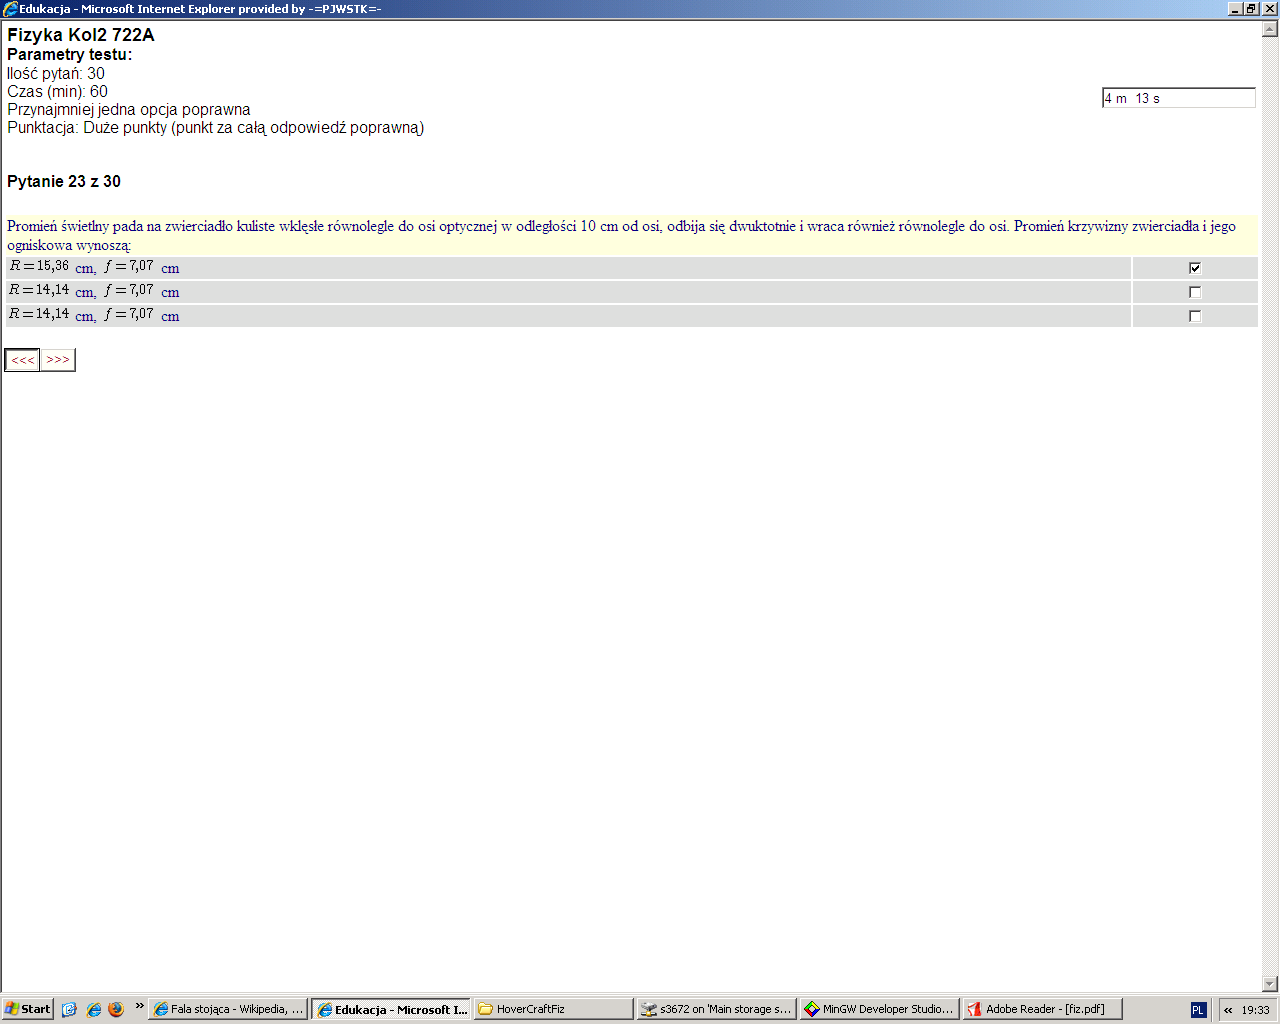 Edukacja - Microsoft Internet Explorer provided by -=PJWSTK=-
Fizyka Kol2 722A
Parametry testu:
Ilość pytań: 30
Czas (min): 60
4 m 13 s
Przynajmniej jedna opcja poprawna
Punktacja: Duże punkty (punkt za całą odpowiedź poprawną)
Pytanie 23 z 30
Promień świetlny pada na zwierciadło kuliste wklęsłe równolegle do osi optycznej w odległości 10 cm od osi, odbija się dwuktotnie i wraca również równolegle do osi. Promień krzywizny zwierciadła i jego
ogniskowa wynoszą:
R = 15,36 cm, f = 7,07 cm
R = 14,14 cm, f = 7,07 cm
R = 14,14 cm, f = 7,07 cm
<<< >>>
Start » Fala stojąca - Wikipedia, ... Edukacja - Microsoft I... HoverCraftFiz s3672 on 'Main storage s... MinGW Developer Studio... Adobe Reader - [fiz.pdf] PL « 19:33